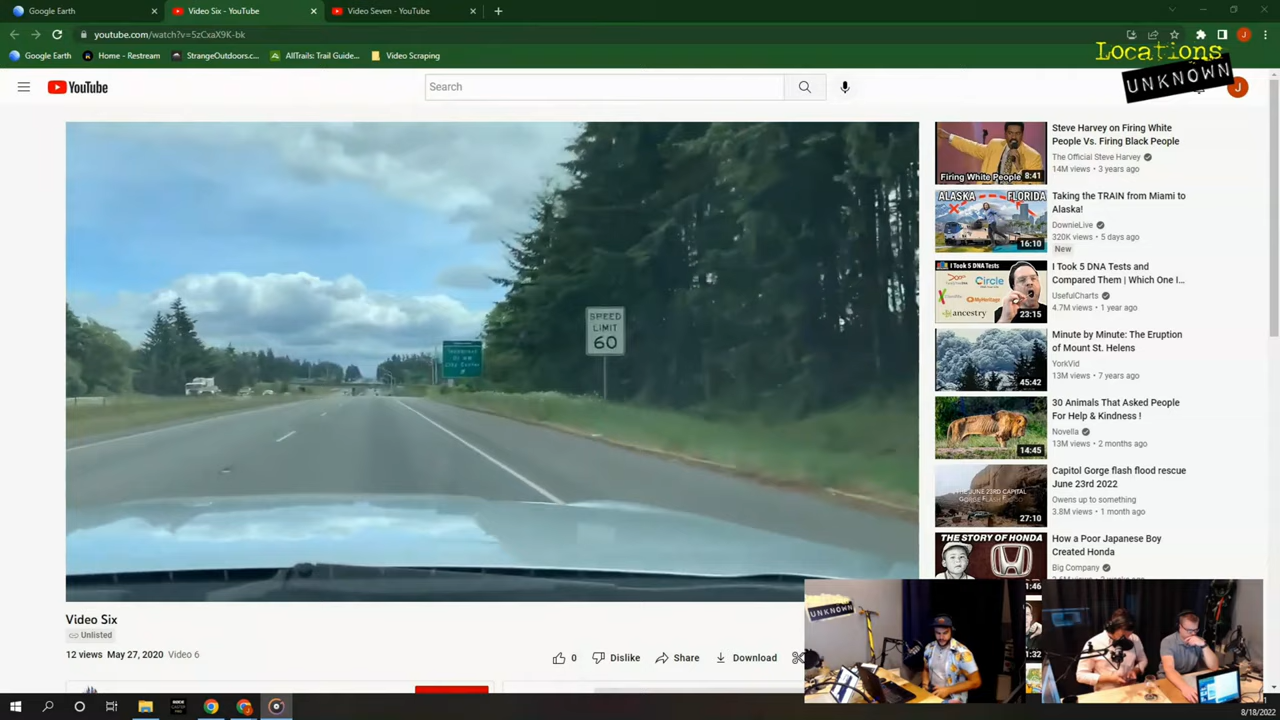 Google Earth
Video Six - YouTube
Video Seven - YouTube
youtube.com/watch?v=5zCxaX9K-bk
J
Google Earth
Home - Restream
StrangeOutdoors.c...
AllTrails: Trail Guide...
Video Scraping
Locations
UNKNOWN
YouTube
Search
J
SPEED
LIMIT
60
City Center
Firing White People
8:41
Steve Harvey on Firing White
People Vs. Firing Black People
The Official Steve Harvey
14M views • 3 years ago
ALASKA
FLORIDA
16:10
Taking the TRAIN from Miami to
Alaska!
DownieLive
320K views • 5 days ago
New
I Took 5 DNA Tests
Circle
MyHeritage
ancestry
23:15
I Took 5 DNA Tests and
Compared Them | Which One I...
UsefulCharts
4.7M views • 1 year ago
45:42
Minute by Minute: The Eruption
of Mount St. Helens
YorkVid
13M views • 7 years ago
14:45
30 Animals That Asked People
For Help & Kindness !
Novella
13M views • 2 months ago
27:10
Capitol Gorge flash flood rescue
June 23rd 2022
Owens up to something
3.8M views • 1 month ago
THE STORY OF HONDA
How a Poor Japanese Boy
Created Honda
Big Company
1:46
1:32
UNKNOWN
Video Six
Unlisted
12 views May 27, 2020 Video 6
0
Dislike
Share
Download
8/18/2022